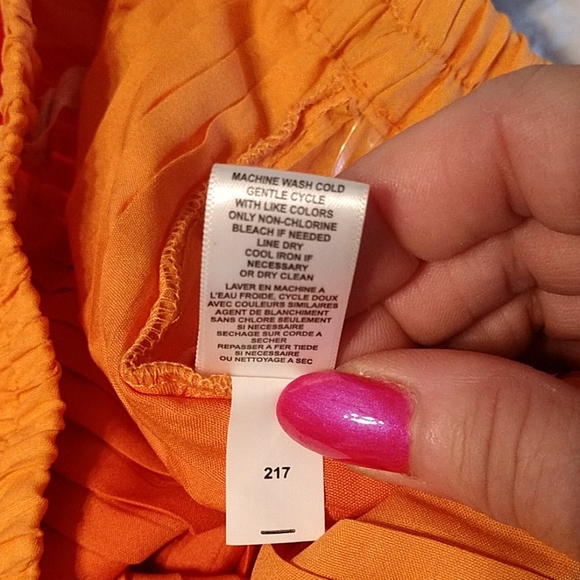 MACHINE WASH COLD
GENTLE CYCLE
WITH LIKE COLORS
ONLY NON-CHLORINE
BLEACH IF NEEDED
LINE DRY
COOL IRON IF
NECESSARY
OR DRY CLEAN
LAVER EN MACHINE A
L'EAU FROIDE, CYCLE DOUX
AVEC COULEURS SIMILAIRES
AGENT DE BLANCHIMENT
SANS CHLORE SEULEMENT
SI NECESSAIRE
SECHAGE SUR CORDE A
SECHER
REPASSER A FER TIEDE
SI NECESSAIRE
OU NETTOYAGE A SEC
217